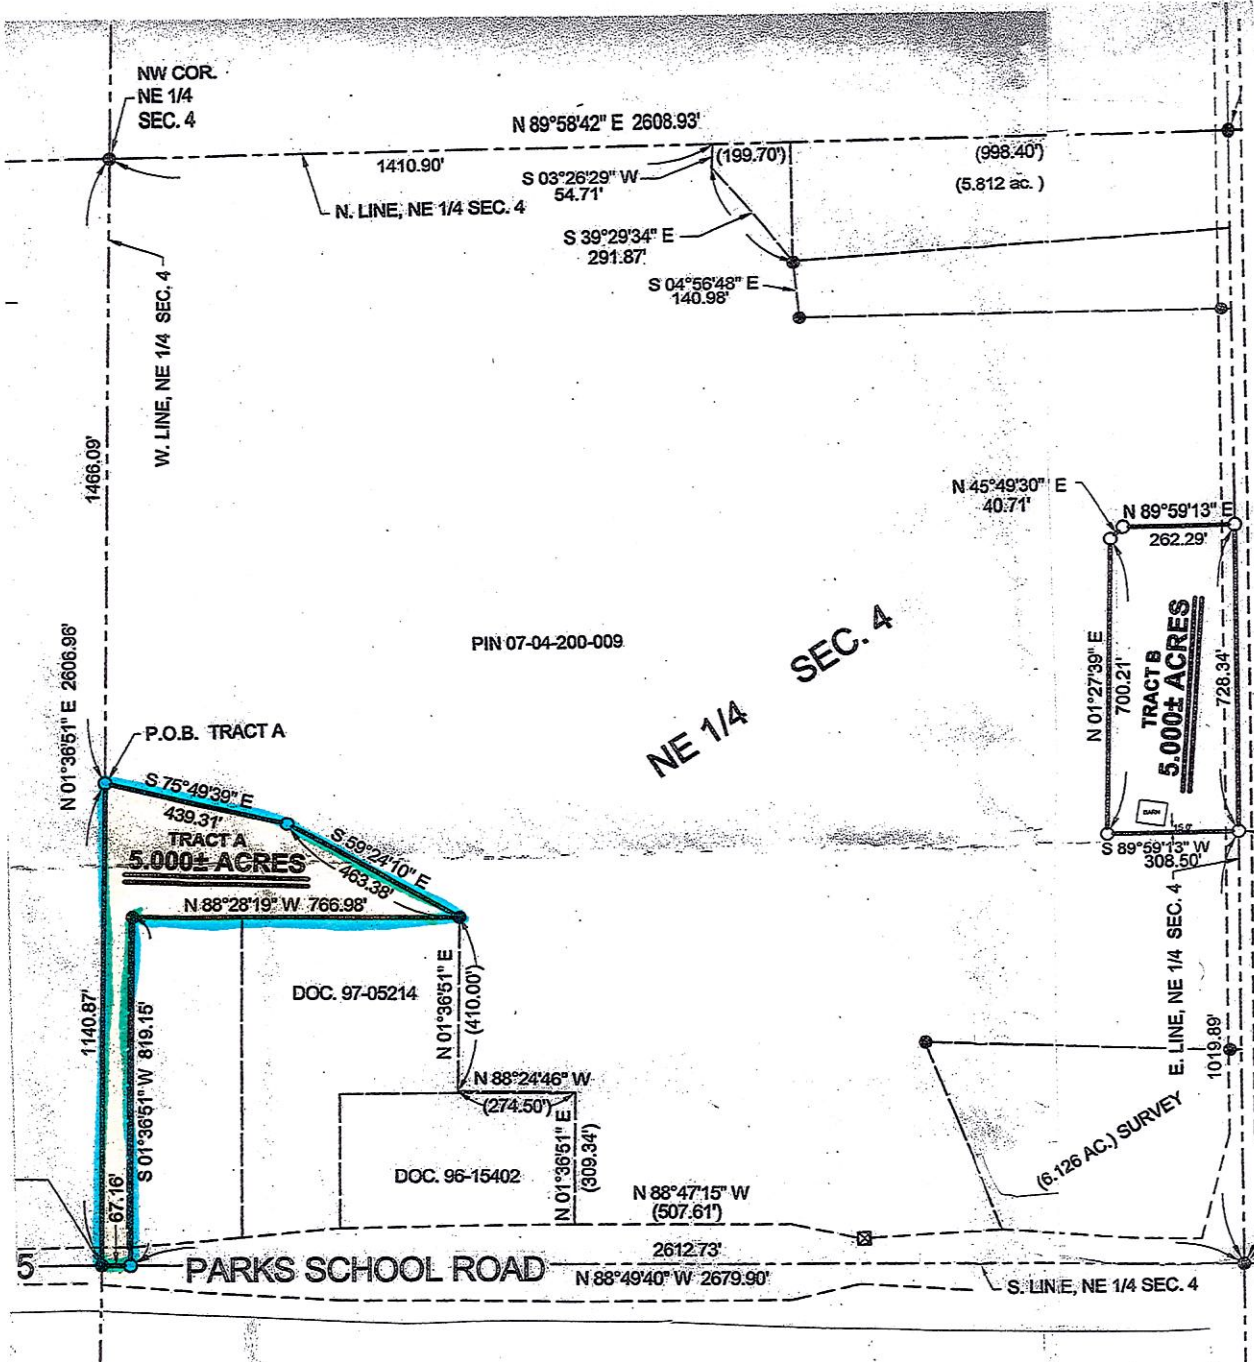 NW COR.
NE 1/4
SEC. 4
N 89°58'42" E 2608.93'
1410.90'
(199.70')
(998.40')
(5.812 ac. )
S 03°26'29" W
54.71'
N. LINE, NE 1/4 SEC. 4
S 39°29'34" E
291.87'
S 04°56'48" E
140.98'
W. LINE, NE 1/4 SEC. 4
1466.09'
N 45°49'30" E
40.71'
N 89°59'13" E
262.29'
N 01°27'39" E
700.21'
TRACT B
5.000± ACRES
728.34'
BARN
S 89°59'13" W
308.50'
PIN 07-04-200-009
NE 1/4 SEC. 4
N 01°36'51" E 2606.96'
P.O.B. TRACT A
S 75°49'39" E
439.31'
TRACT A
5.000± ACRES
S 59°24'10" E
463.38'
N 88°28'19" W 766.98'
1140.87'
S 01°36'51" W 819.15'
67.16'
DOC. 97-05214
N 01°36'51" E
(410.00')
N 88°24'46" W
(274.50')
N 01°36'51" E
(309.34')
DOC. 96-15402
N 88°47'15" W
(507.61')
2612.73'
N 88°49'40" W 2679.90'
E. LINE, NE 1/4 SEC. 4
1019.89'
(6.126 AC.) SURVEY
5
PARKS SCHOOL ROAD
S. LINE, NE 1/4 SEC. 4